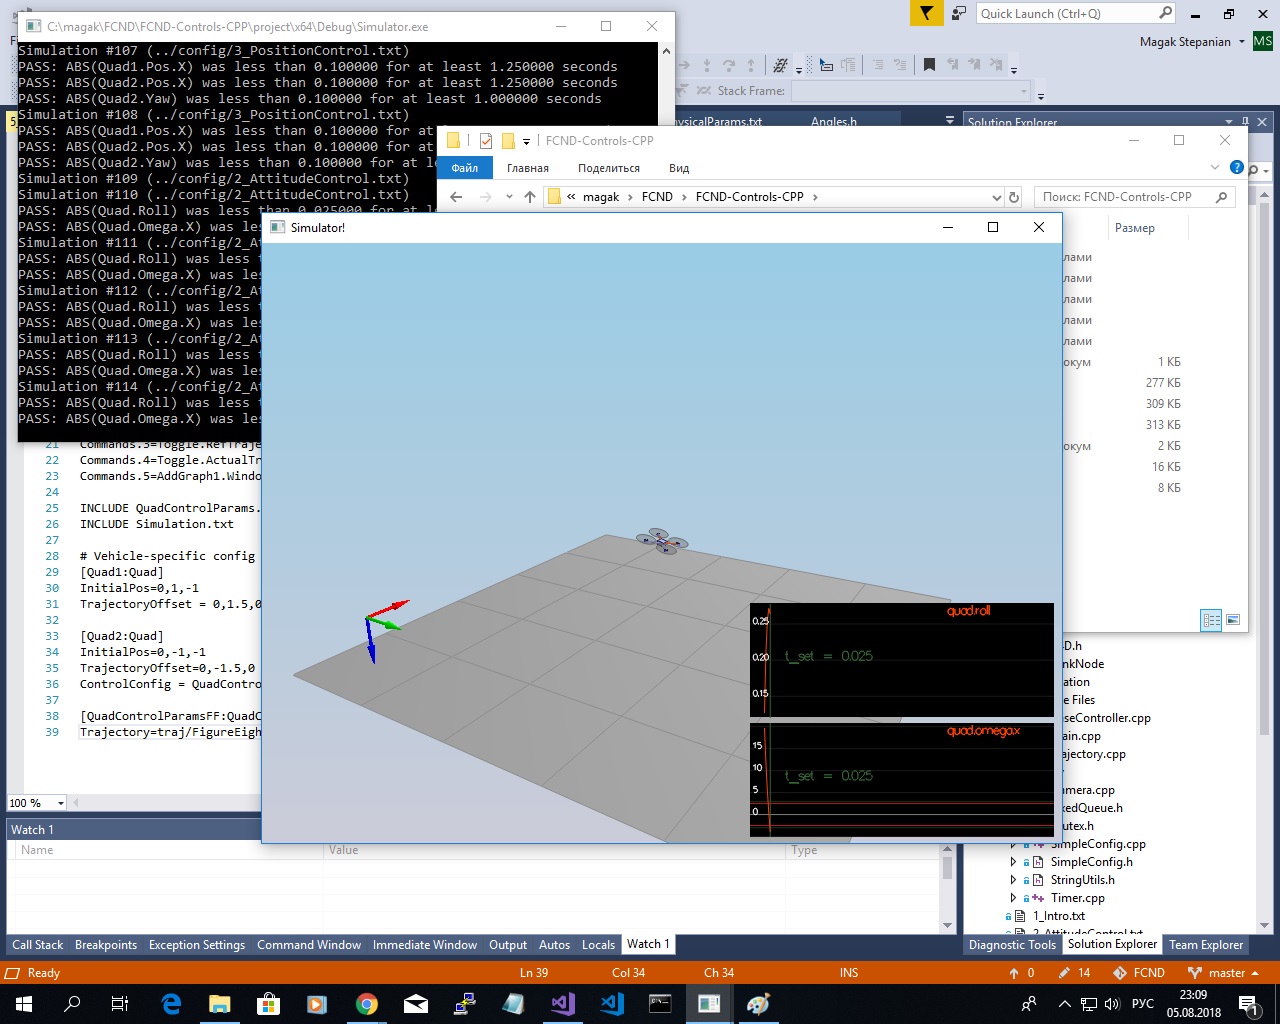 C:\magak\FCND\FCND-Controls-CPP\project\x64\Debug\Simulator.exe
Quick Launch (Ctrl+Q)
Magak Stepanian
MS
Simulation #107 (../config/3_PositionControl.txt)
PASS: ABS(Quad1.Pos.X) was less than 0.100000 for at least 1.250000 seconds
PASS: ABS(Quad2.Pos.X) was less than 0.100000 for at least 1.250000 seconds
PASS: ABS(Quad2.Yaw) was less than 0.100000 for at least 1.000000 seconds
Simulation #108 (../config/3_PositionControl.txt)
PASS: ABS(Quad1.Pos.X) was less than 0.100000 for at
PASS: ABS(Quad2.Pos.X) was less than 0.100000 for at
PASS: ABS(Quad2.Yaw) was less than 0.100000 for at le
Simulation #109 (../config/2_AttitudeControl.txt)
Simulation #110 (../config/2_AttitudeControl.txt)
PASS: ABS(Quad.Roll) was less than 0.025000 for at le
PASS: ABS(Quad.Omega.X) was les
Simulation #111 (../config/2_At
PASS: ABS(Quad.Roll) was less t
PASS: ABS(Quad.Omega.X) was les
Simulation #112 (../config/2_At
PASS: ABS(Quad.Roll) was less t
PASS: ABS(Quad.Omega.X) was les
Simulation #113 (../config/2_At
PASS: ABS(Quad.Roll) was less t
PASS: ABS(Quad.Omega.X) was les
Simulation #114 (../config/2_At
PASS: ABS(Quad.Roll) was less t
PASS: ABS(Quad.Omega.X) was les
Stack Frame:
hysicalParams.txt
Angles.h
Solution Explorer
5
FCND-Controls-CPP
Файл
Главная
Поделиться
Вид
« magak › FCND › FCND-Controls-CPP ›
Поиск: FCND-Controls-CPP
Размер
лами
лами
лами
лами
лами
окум 1 КБ
277 КБ
309 КБ
313 КБ
окум 2 КБ
16 КБ
8 КБ
Simulator!
quad.roll
0.25
0.20
0.15
t_set = 0.025
quad.omega.x
15
10
5
0
t_set = 0.025
21 Commands.3=Toggle.RefTraje
22 Commands.4=Toggle.ActualTr
23 Commands.5=AddGraph1.Windo
24
25 INCLUDE QuadControlParams.
26 INCLUDE Simulation.txt
27
28 # Vehicle-specific config
29 [Quad1:Quad]
30 InitialPos=0,1,-1
31 TrajectoryOffset = 0,1.5,0
32
33 [Quad2:Quad]
34 InitialPos=0,-1,-1
35 TrajectoryOffset=0,-1.5,0
36 ControlConfig = QuadContro
37
38 [QuadControlParamsFF:QuadC
39 Trajectory=traj/FigureEigh
100 %
Watch 1
Name
Value
Type
D.h
nkNode
ation
e Files
seController.cpp
ain.cpp
ajectory.cpp
amera.cpp
xedQueue.h
utex.h
SimpleConfig.cpp
SimpleConfig.h
StringUtils.h
Timer.cpp
1_Intro.txt
2_AttitudeControl.txt
Call Stack
Breakpoints
Exception Settings
Command Window
Immediate Window
Output
Autos
Locals
Watch 1
Diagnostic Tools
Solution Explorer
Team Explorer
Ready
Ln 39
Col 34
Ch 34
INS
0
14
FCND
master
РУС
23:09
05.08.2018
1